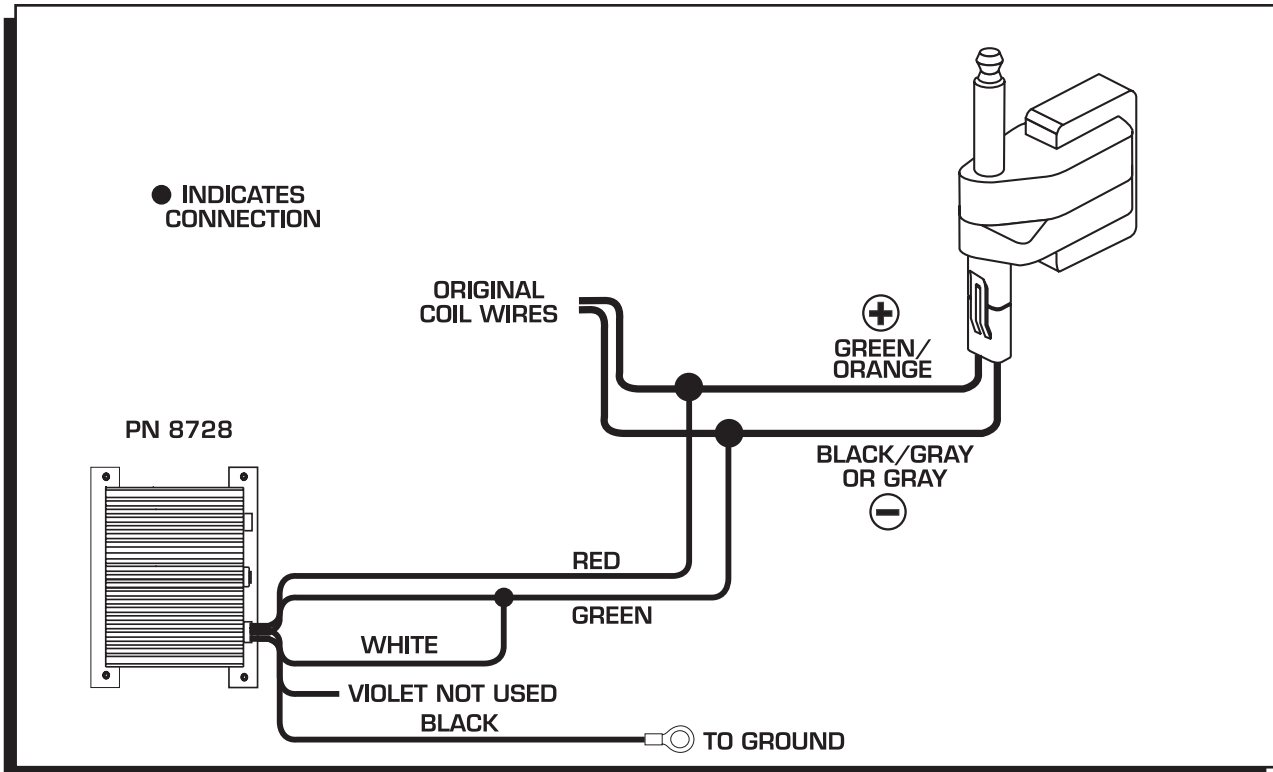 ● INDICATES
CONNECTION
ORIGINAL
COIL WIRES
+
GREEN/
ORANGE
PN 8728
BLACK/GRAY
OR GRAY
−
RED
GREEN
WHITE
VIOLET NOT USED
BLACK
TO GROUND